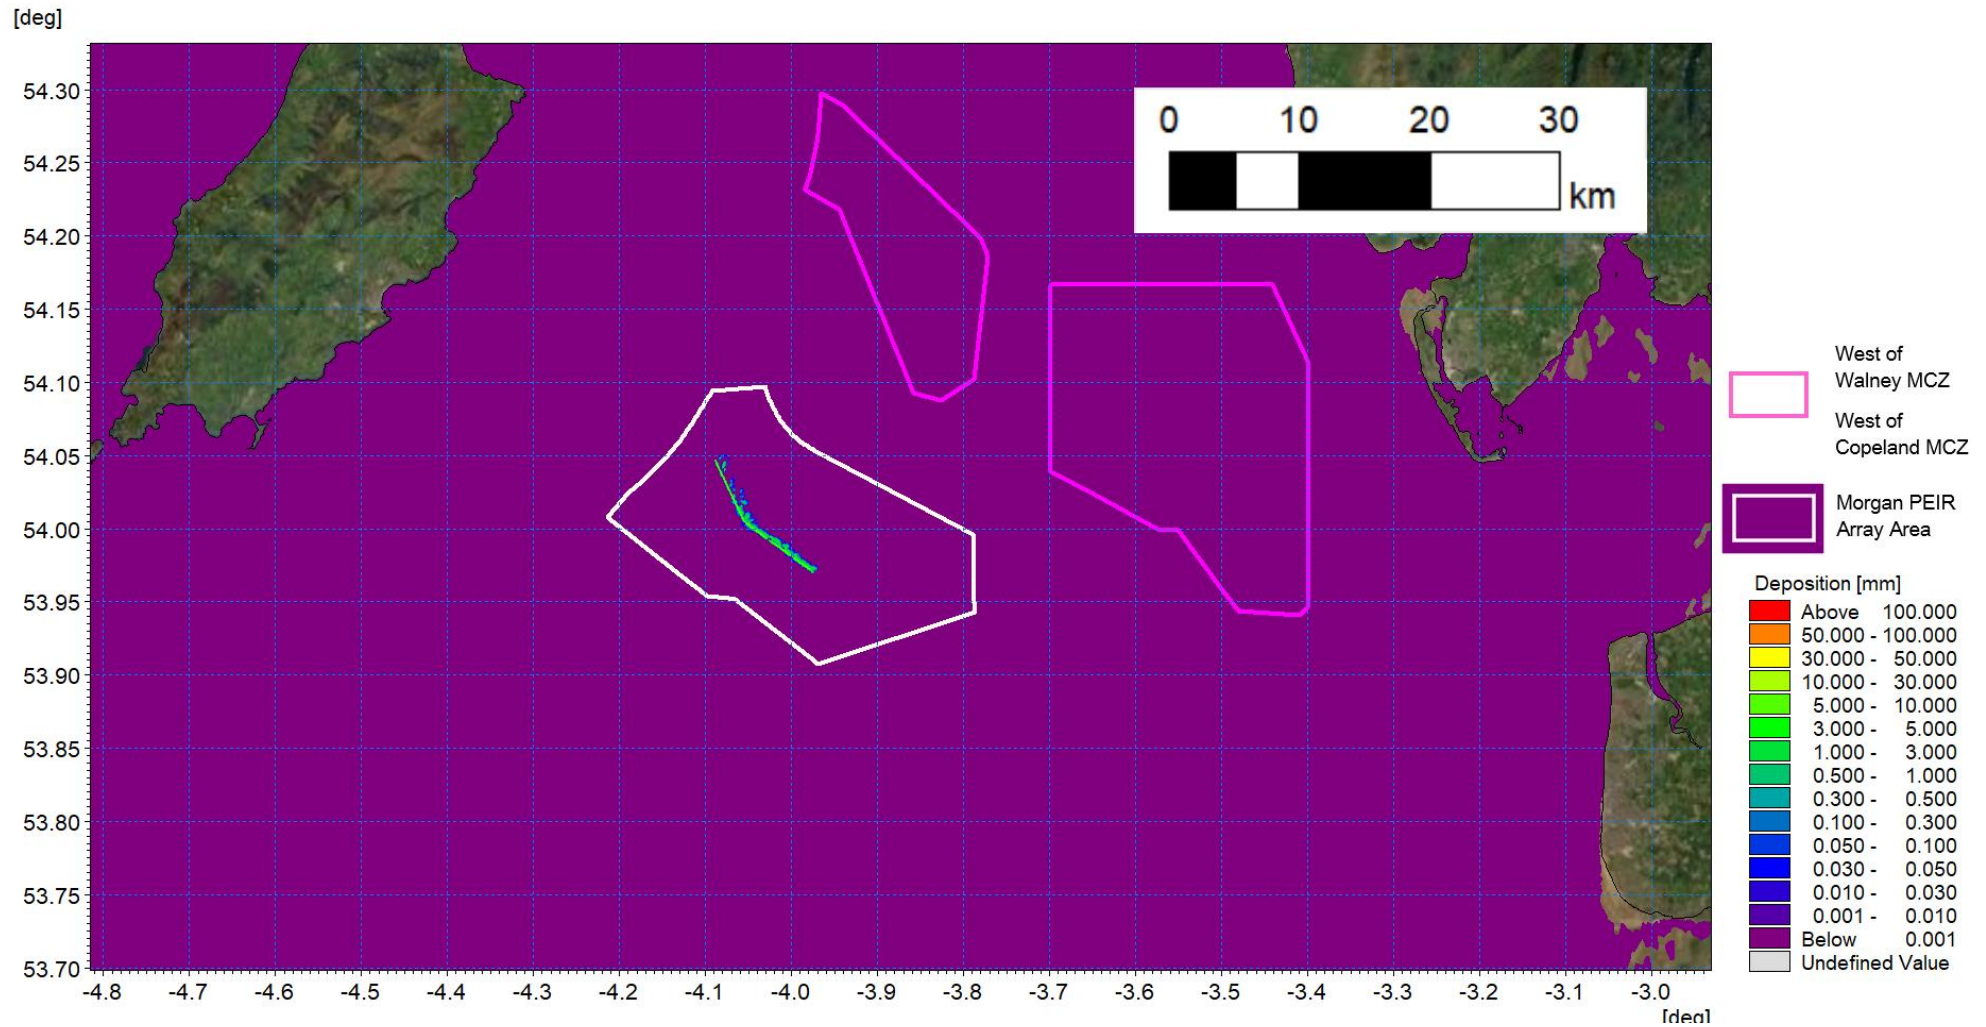 [deg]
54.30
54.25
54.20
54.15
54.10
54.05
54.00
53.95
53.90
53.85
53.80
53.75
53.70
-4.8 -4.7 -4.6 -4.5 -4.4 -4.3 -4.2 -4.1 -4.0 -3.9 -3.8 -3.7 -3.6 -3.5 -3.4 -3.3 -3.2 -3.1 -3.0
[deg]
0 10 20 30
km
West of
Walney MCZ
West of
Copeland MCZ
Morgan PEIR
Array Area
Deposition [mm]
Above 100.000
50.000 - 100.000
30.000 - 50.000
10.000 - 30.000
5.000 - 10.000
3.000 - 5.000
1.000 - 3.000
0.500 - 1.000
0.300 - 0.500
0.100 - 0.300
0.050 - 0.100
0.030 - 0.050
0.010 - 0.030
0.001 - 0.010
Below 0.001
Undefined Value